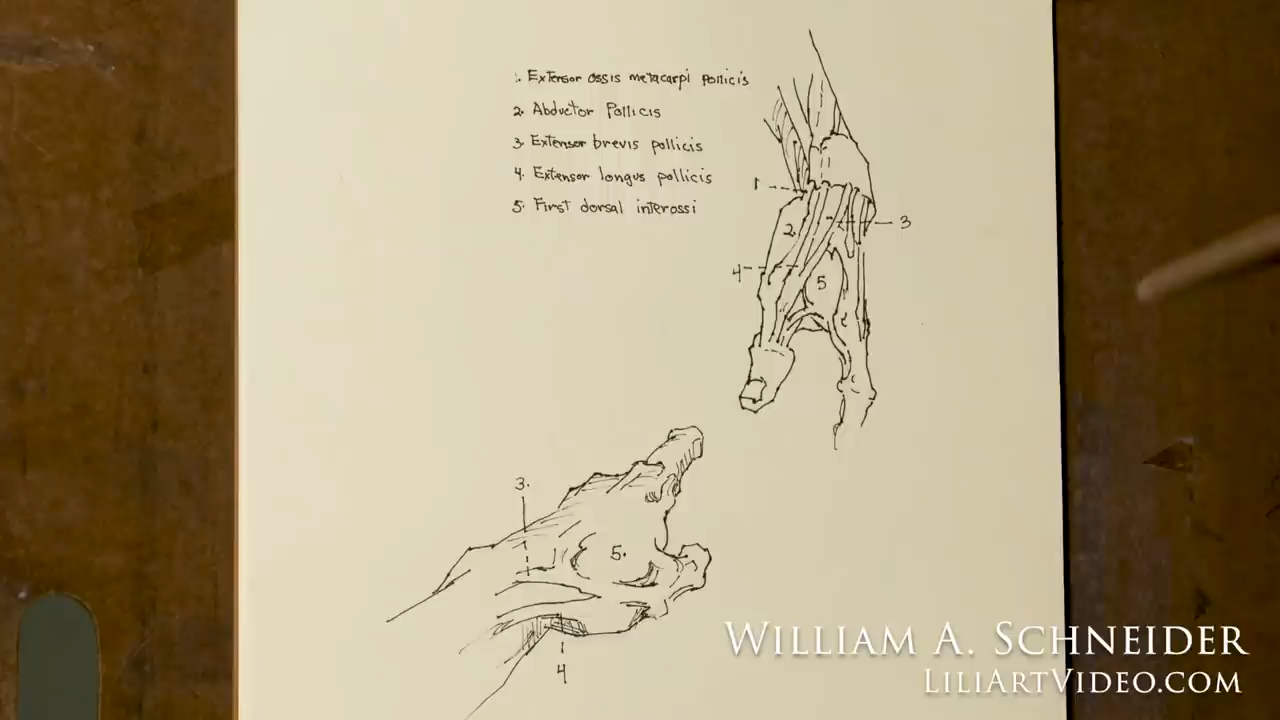 1. Extensor ossis metacarpi pollicis
2. Abductor Pollicis
3. Extensor brevis pollicis
4. Extensor longus pollicis
5. First dorsal interossi
1
2.
3
4
5
3.
5.
4
WILLIAM A. SCHNEIDER
LILIARTVIDEO.COM